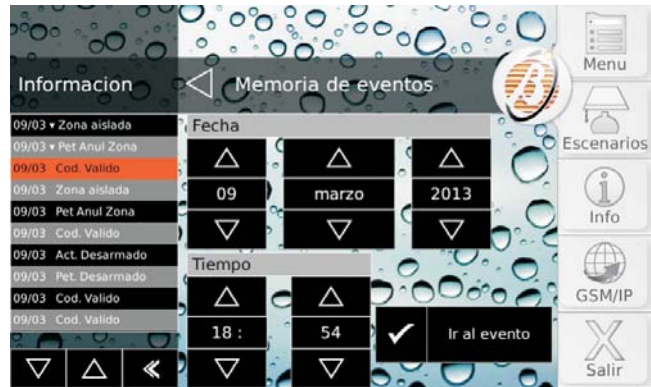 Informacion
Memoria de eventos
09/03 ▾ Zona aislada
09/03 ▾ Pet Anul Zona
09/03 Cod. Valido
09/03 Zona aislada
09/03 Pet Anul Zona
09/03 Cod. Valido
09/03 Act. Desarmado
09/03 Pet. Desarmado
09/03 Cod. Valido
09/03 Cod. Valido
Fecha
09 marzo 2013
Tiempo
18 : 54
Ir al evento
Menu
Escenarios
Info
GSM/IP
Salir